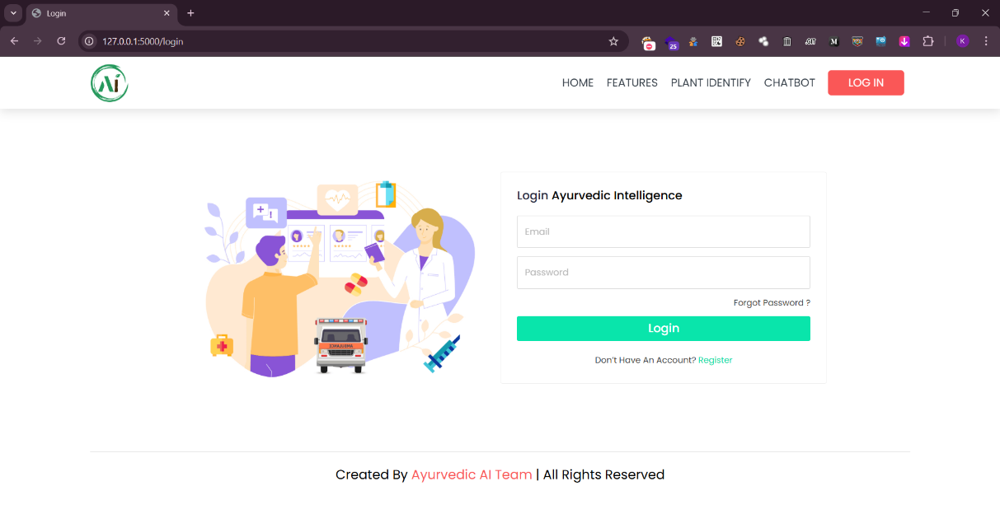 Login
127.0.0.1:5000/login
25
M
K
Ai
HOME FEATURES PLANT IDENTIFY CHATBOT LOG IN
Login Ayurvedic Intelligence
Email
Password
Forgot Password ?
Login
Don't Have An Account? Register
Created By Ayurvedic AI Team | All Rights Reserved